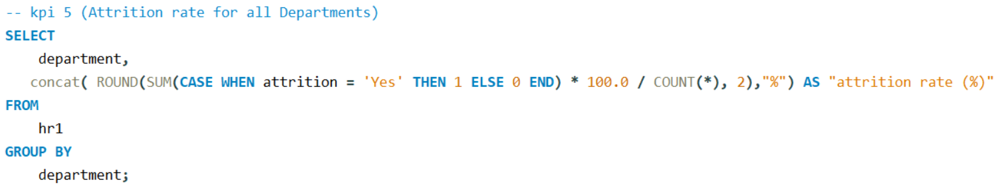 -- kpi 5 (Attrition rate for all Departments)
SELECT
department,
concat( ROUND(SUM(CASE WHEN attrition = 'Yes' THEN 1 ELSE 0 END) * 100.0 / COUNT(*), 2),"%") AS "attrition rate (%)"
FROM
hr1
GROUP BY
department;